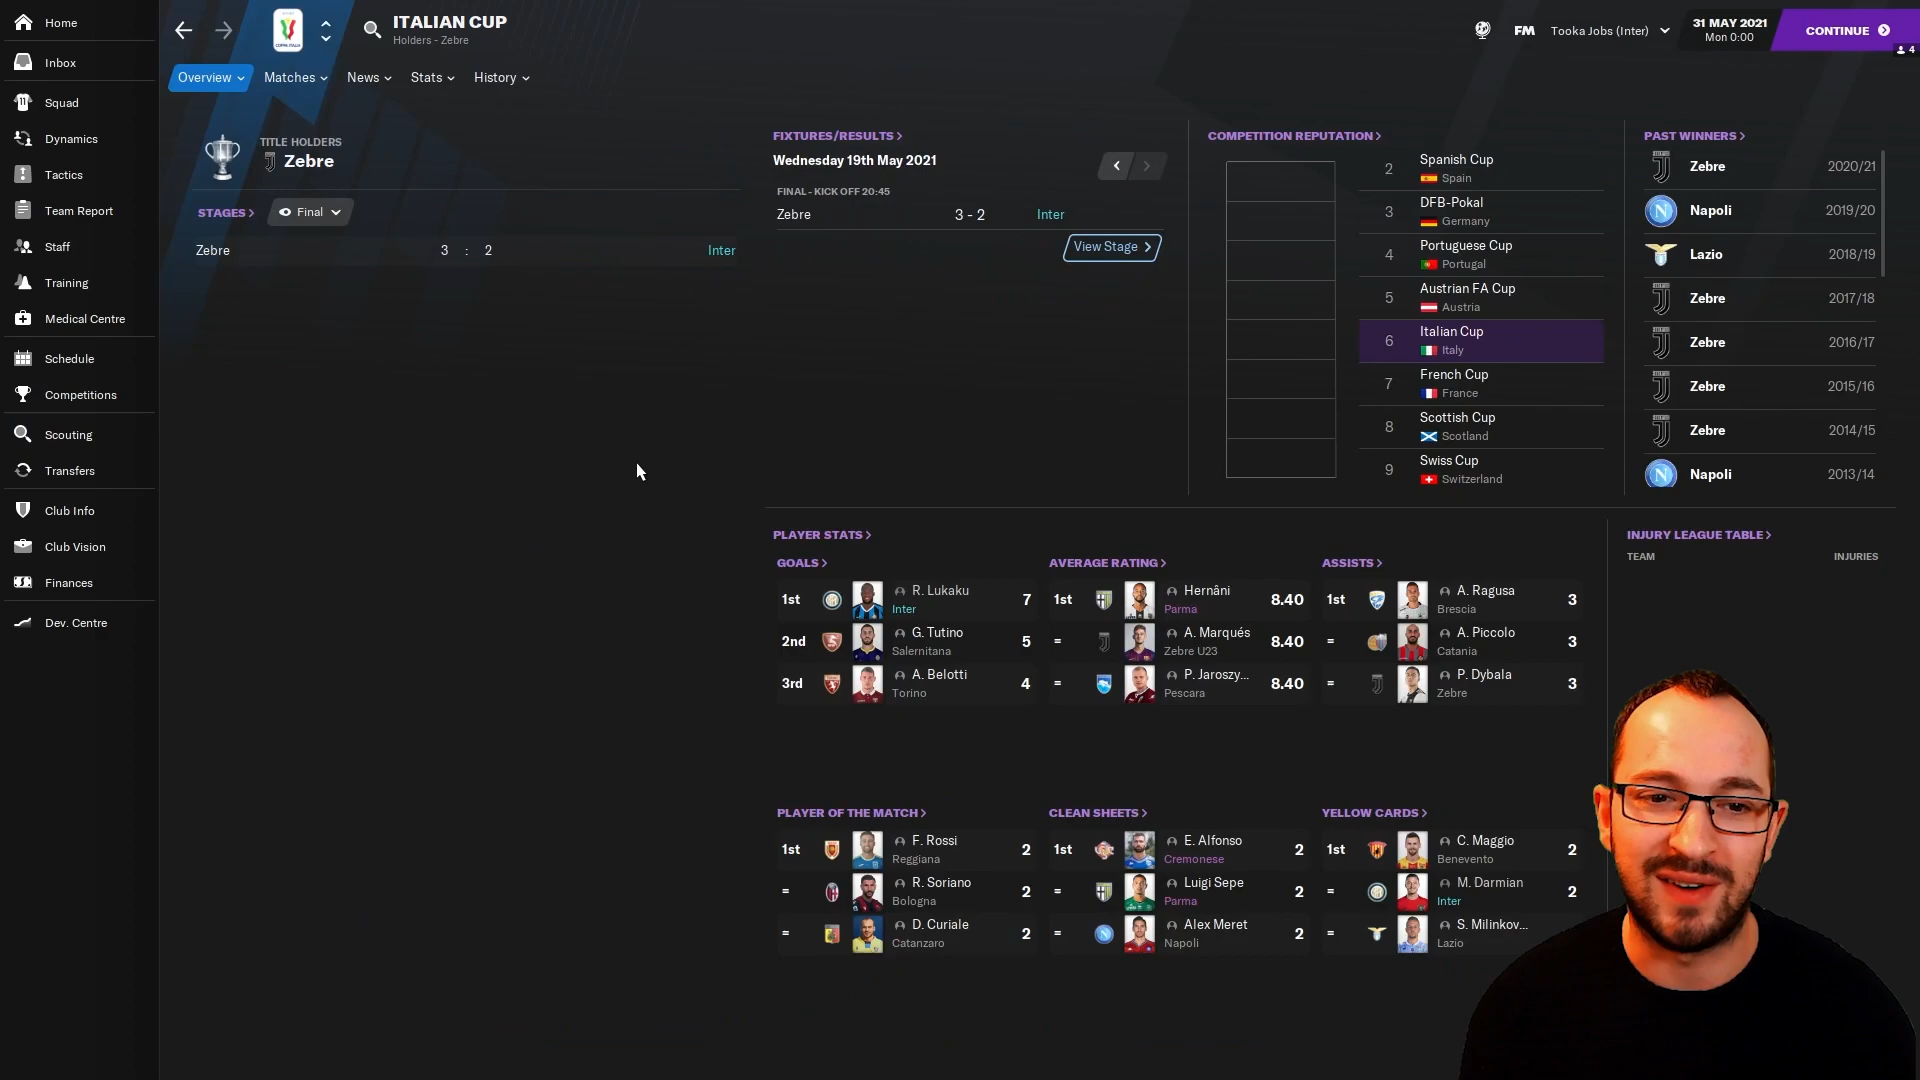 Home
Inbox
Squad
Dynamics
Tactics
Team Report
Staff
Training
Medical Centre
Schedule
Competitions
Scouting
Transfers
Club Info
Club Vision
Finances
Dev. Centre
ITALIAN CUP
Holders - Zebre
FM
Tooka Jobs (Inter)
31 MAY 2021
Mon 0:00
CONTINUE
4
Overview
Matches
News
Stats
History
TITLE HOLDERS
Zebre
STAGES
Final
Zebre 3 : 2 Inter
FIXTURES/RESULTS
Wednesday 19th May 2021
FINAL - KICK OFF 20:45
Zebre 3 - 2 Inter
View Stage
COMPETITION REPUTATION
2 Spanish Cup
Spain
3 DFB-Pokal
Germany
4 Portuguese Cup
Portugal
5 Austrian FA Cup
Austria
6 Italian Cup
Italy
7 French Cup
France
8 Scottish Cup
Scotland
9 Swiss Cup
Switzerland
PAST WINNERS
Zebre 2020/21
Napoli 2019/20
Lazio 2018/19
Zebre 2017/18
Zebre 2016/17
Zebre 2015/16
Zebre 2014/15
Napoli 2013/14
PLAYER STATS
GOALS
1st R. Lukaku 7
Inter
2nd G. Tutino 5
Salernitana
3rd A. Belotti 4
Torino
AVERAGE RATING
1st Hernâni 8.40
Parma
= A. Marqués 8.40
Zebre U23
= P. Jaroszy... 8.40
Pescara
ASSISTS
1st A. Ragusa 3
Brescia
= A. Piccolo 3
Catania
= P. Dybala 3
Zebre
INJURY LEAGUE TABLE
TEAM INJURIES
PLAYER OF THE MATCH
1st F. Rossi 2
Reggiana
= R. Soriano 2
Bologna
= D. Curiale 2
Catanzaro
CLEAN SHEETS
1st E. Alfonso 2
Cremonese
= Luigi Sepe 2
Parma
= Alex Meret 2
Napoli
YELLOW CARDS
1st C. Maggio 2
Benevento
= M. Darmian 2
Inter
= S. Milinkov...
Lazio